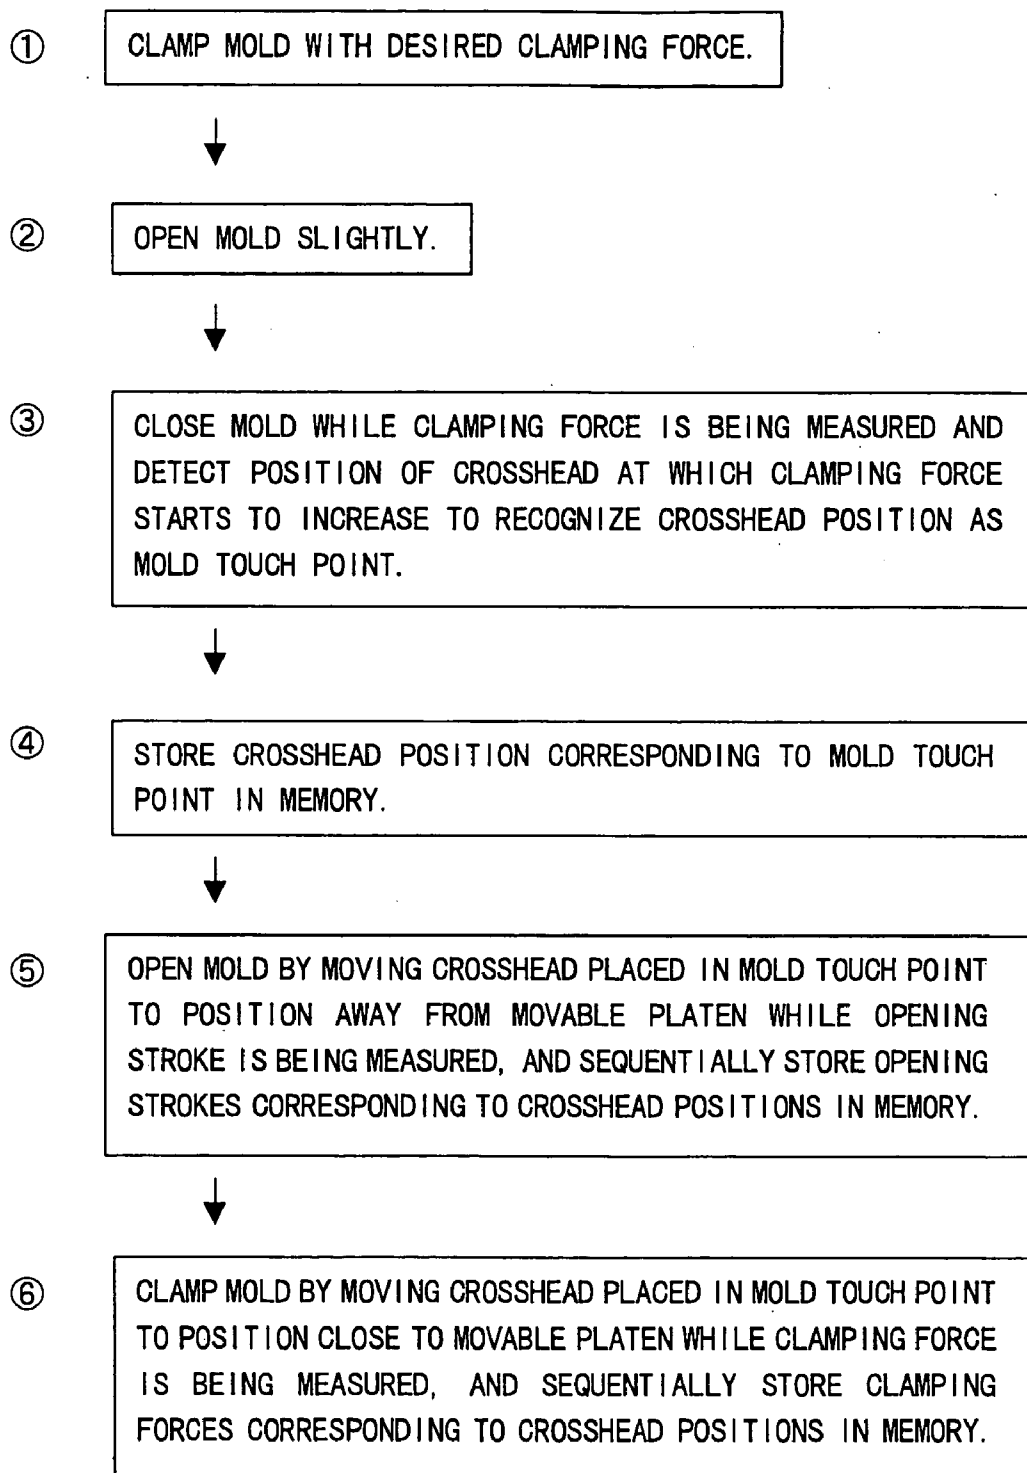 ① CLAMP MOLD WITH DESIRED CLAMPING FORCE.
② OPEN MOLD SLIGHTLY.
③ CLOSE MOLD WHILE CLAMPING FORCE IS BEING MEASURED AND
DETECT POSITION OF CROSSHEAD AT WHICH CLAMPING FORCE
STARTS TO INCREASE TO RECOGNIZE CROSSHEAD POSITION AS
MOLD TOUCH POINT.
④ STORE CROSSHEAD POSITION CORRESPONDING TO MOLD TOUCH
POINT IN MEMORY.
⑤ OPEN MOLD BY MOVING CROSSHEAD PLACED IN MOLD TOUCH POINT
TO POSITION AWAY FROM MOVABLE PLATEN WHILE OPENING
STROKE IS BEING MEASURED, AND SEQUENTIALLY STORE OPENING
STROKES CORRESPONDING TO CROSSHEAD POSITIONS IN MEMORY.
⑥ CLAMP MOLD BY MOVING CROSSHEAD PLACED IN MOLD TOUCH POINT
TO POSITION CLOSE TO MOVABLE PLATEN WHILE CLAMPING FORCE
IS BEING MEASURED, AND SEQUENTIALLY STORE CLAMPING
FORCES CORRESPONDING TO CROSSHEAD POSITIONS IN MEMORY.